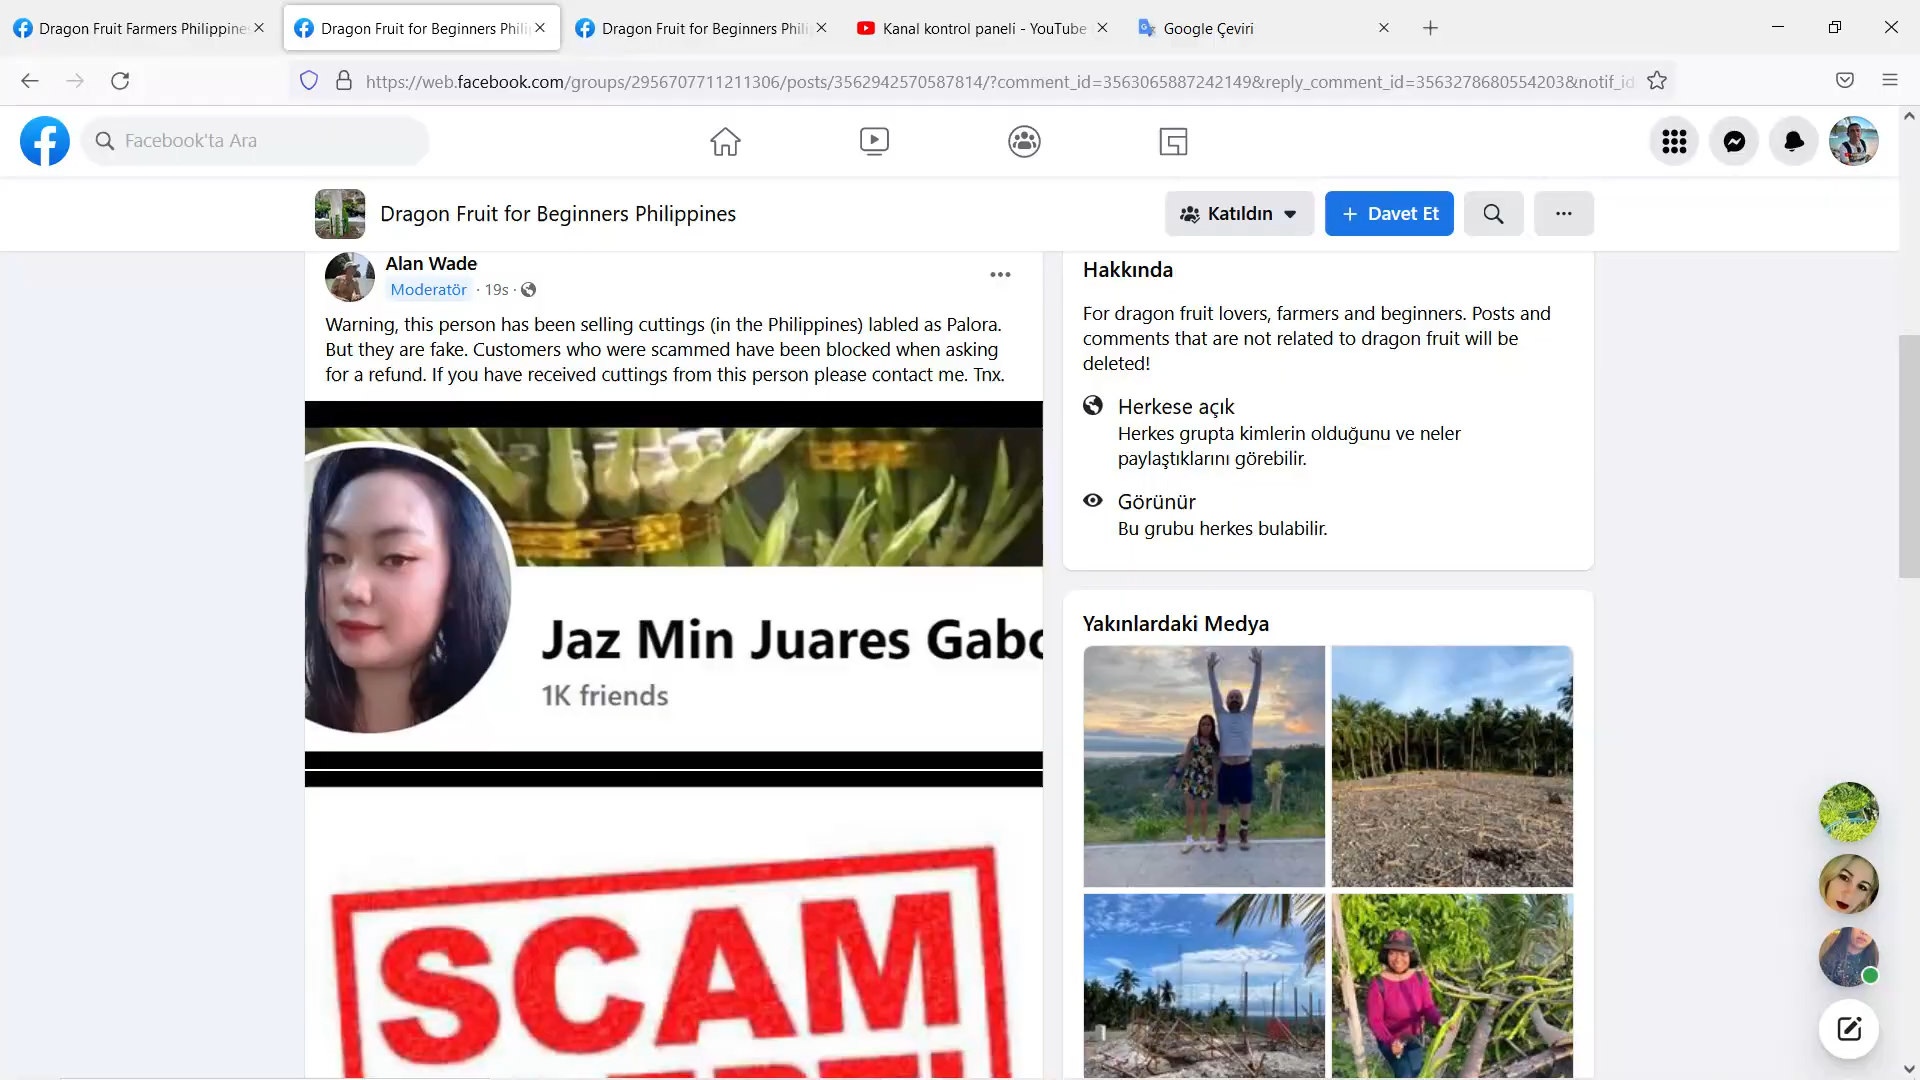 Dragon Fruit Farmers Philippine
Dragon Fruit for Beginners Phili
Dragon Fruit for Beginners Phili
Kanal kontrol paneli - YouTube
Google Çeviri
https://web.facebook.com/groups/2956707711211306/posts/3562942570587814/?comment_id=3563065887242149&reply_comment_id=3563278680554203&notif_id
Facebook'ta Ara
Dragon Fruit for Beginners Philippines
Katıldın
+ Davet Et
Alan Wade
Moderatör · 19s ·
Warning, this person has been selling cuttings (in the Philippines) labled as Palora.
But they are fake. Customers who were scammed have been blocked when asking
for a refund. If you have received cuttings from this person please contact me. Tnx.
Jaz Min Juares Gabo
1K friends
SCAM
Hakkında
For dragon fruit lovers, farmers and beginners. Posts and
comments that are not related to dragon fruit will be
deleted!
Herkese açık
Herkes grupta kimlerin olduğunu ve neler
paylaştıklarını görebilir.
Görünür
Bu grubu herkes bulabilir.
Yakınlardaki Medya